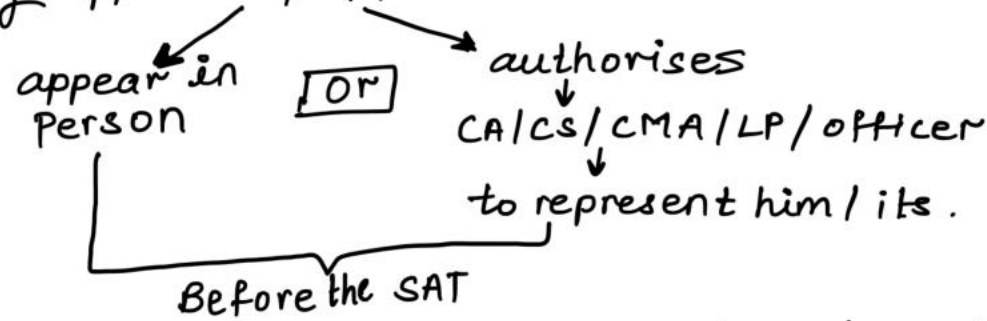 appear in
Person
or
authorises
CA/CS/CMA/LP/officer
to represent him/its.
Before the SAT